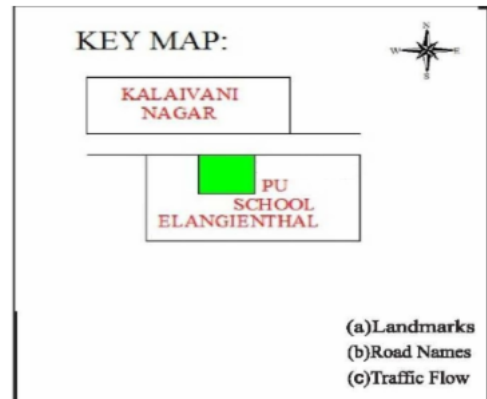 KEY MAP:
N
W E
S
KALAIVANI
NAGAR
PU
SCHOOL
ELANGIENTHAL
(a)Landmarks
(b)Road Names
(c)Traffic Flow